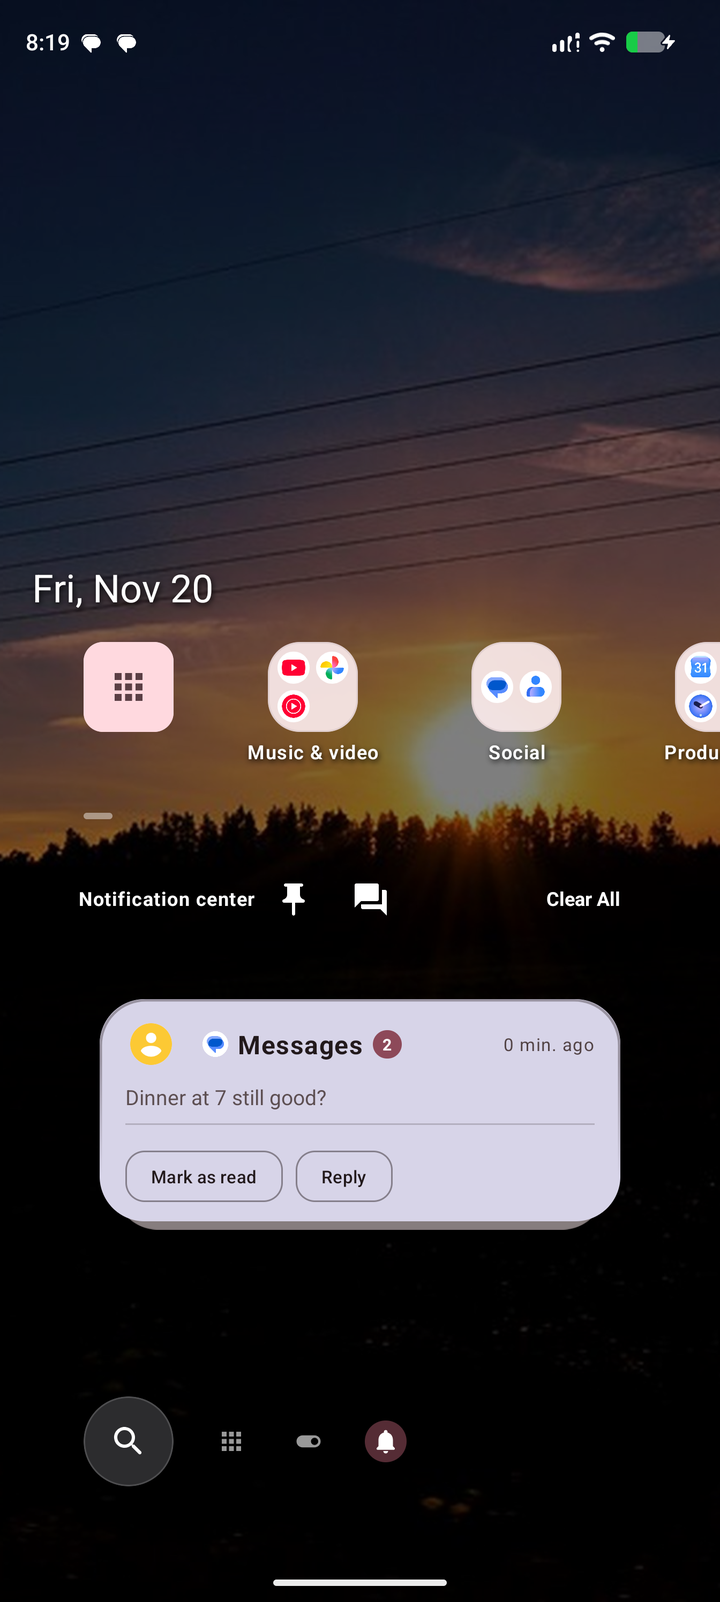 8:19
Fri, Nov 20
31
Music & video
Social
Produ
Notification center
Clear All
Messages 2
0 min. ago
Dinner at 7 still good?
Mark as read
Reply